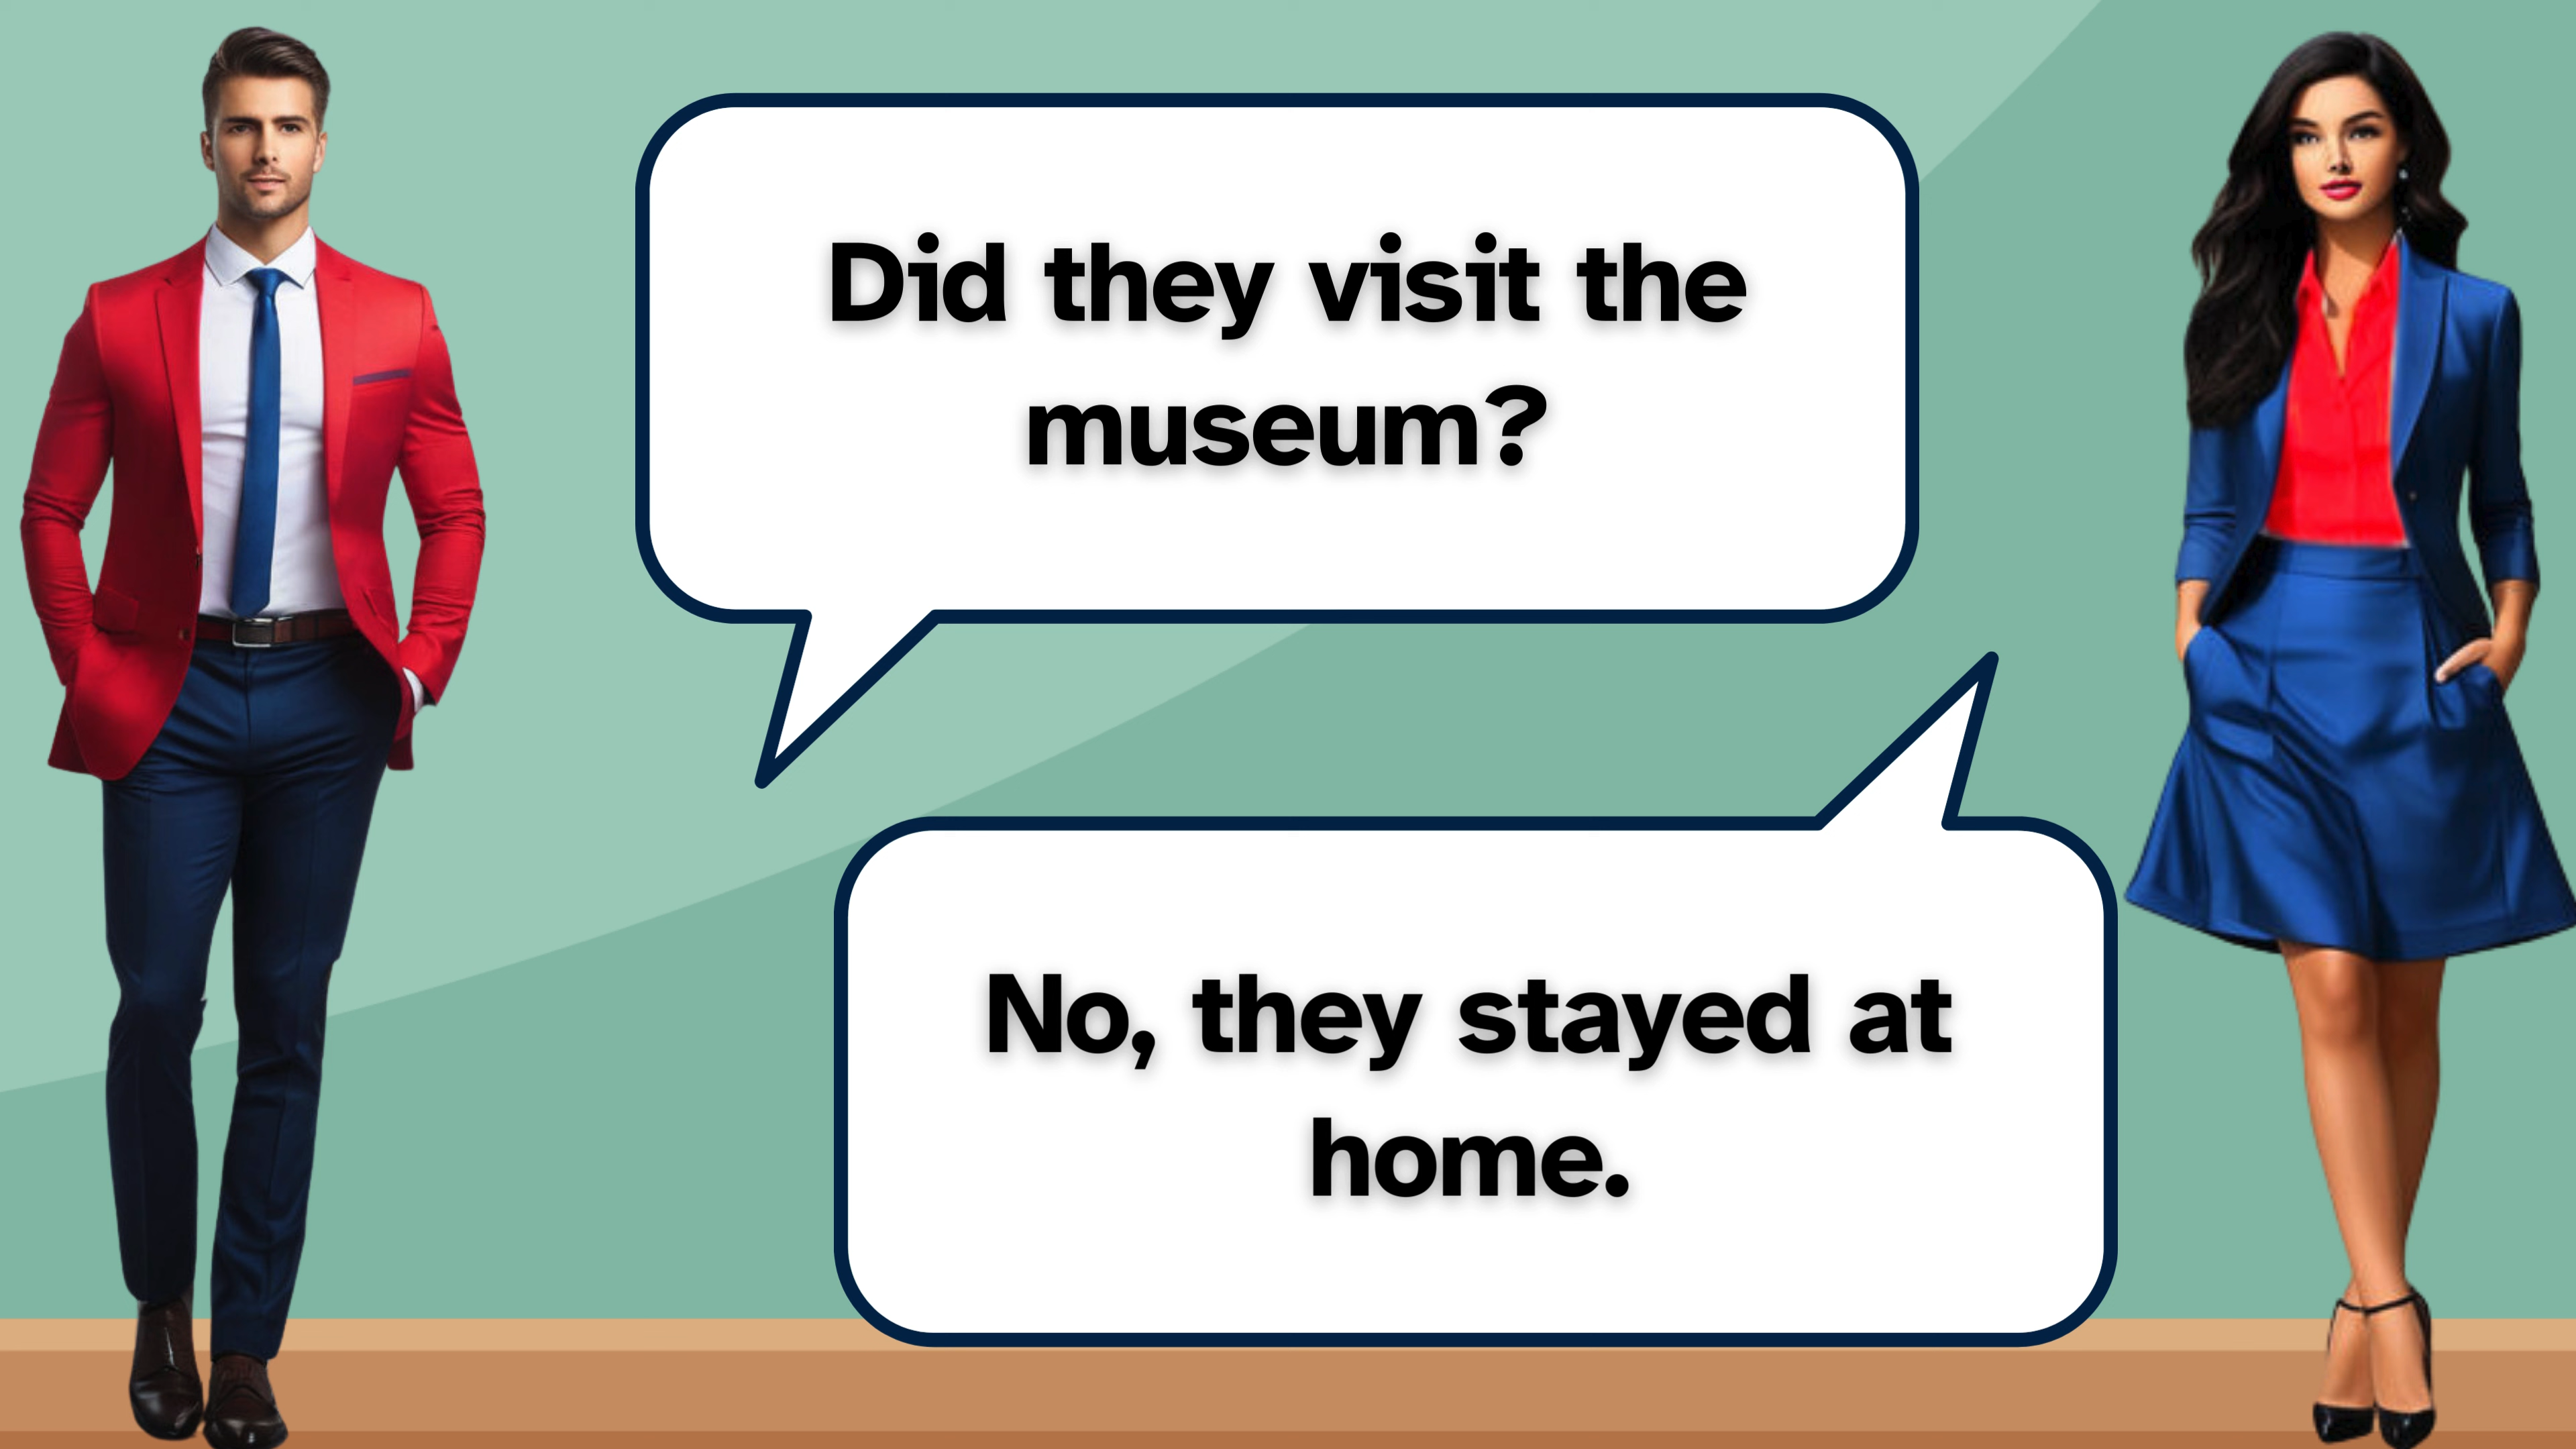 Did they visit the
museum?
No, they stayed at
home.